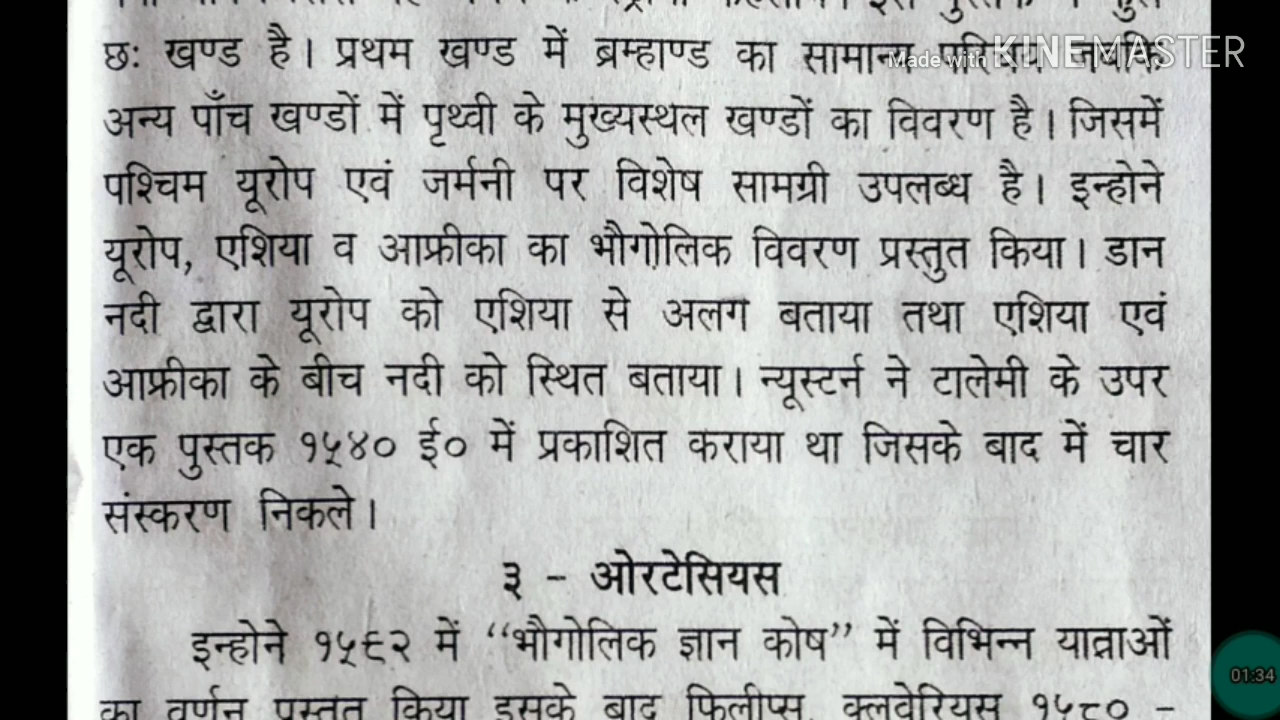 छः खण्ड है। प्रथम खण्ड में ब्रम्हाण्ड का सामान्य परिचय जबकि
Made with KINEMASTER
अन्य पाँच खण्डों में पृथ्वी के मुख्यस्थल खण्डों का विवरण है। जिसमें
पश्चिम यूरोप एवं जर्मनी पर विशेष सामग्री उपलब्ध है। इन्होने
यूरोप, एशिया व आफ्रीका का भौगोलिक विवरण प्रस्तुत किया। डान
नदी द्वारा यूरोप को एशिया से अलग बताया तथा एशिया एवं
आफ्रीका के बीच नदी को स्थित बताया। न्यूस्टर्न ने टालेमी के उपर
एक पुस्तक १५४० ई० में प्रकाशित कराया था जिसके बाद में चार
संस्करण निकले।
३ - ओरटेसियस
इन्होने १५९२ में “भौगोलिक ज्ञान कोष” में विभिन्न यात्राओं
01:34
का वर्णन प्रस्तुत किया इसके बाद फिलीप्स, क्लवेरियस १५८० -